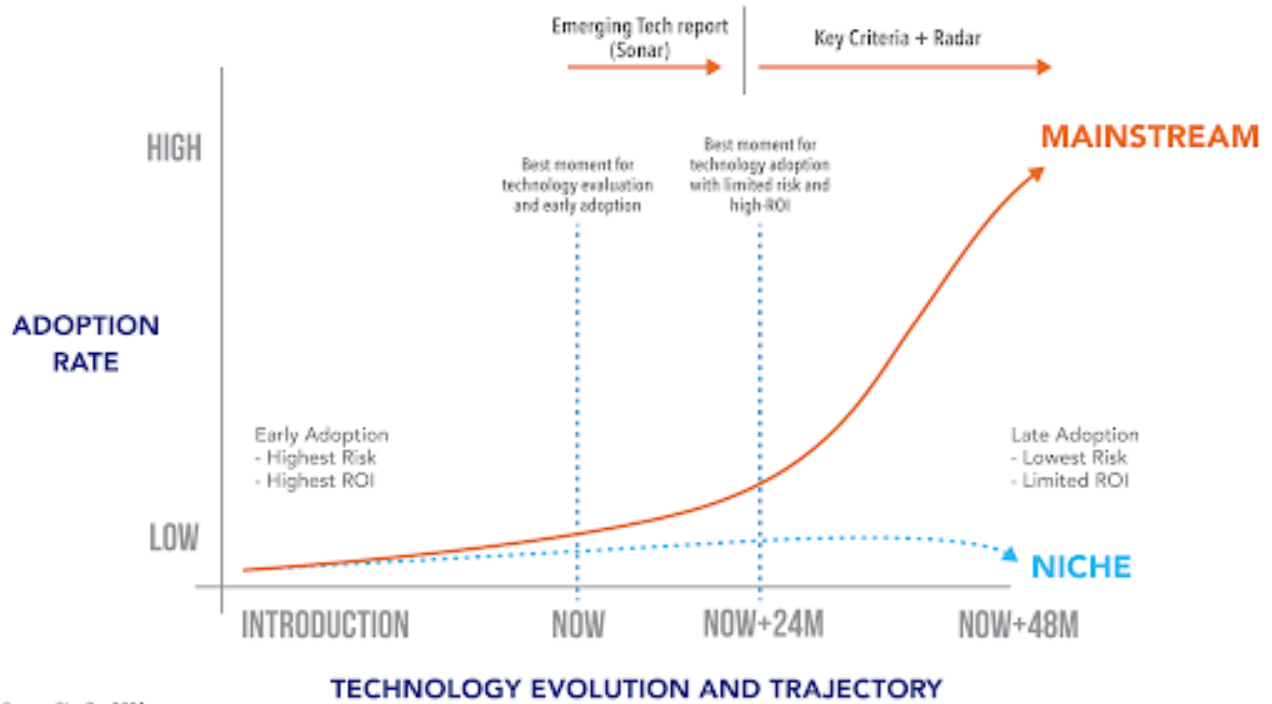 Emerging Tech report
(Sonar)
Key Criteria + Radar
HIGH
MAINSTREAM
Best moment for
technology evaluation
and early adoption
Best moment for
technology adoption
with limited risk and
high-ROI
ADOPTION
RATE
Early Adoption
- Highest Risk
- Highest ROI
Late Adoption
- Lowest Risk
- Limited ROI
LOW
NICHE
INTRODUCTION
NOW
NOW+24M
NOW+48M
TECHNOLOGY EVOLUTION AND TRAJECTORY